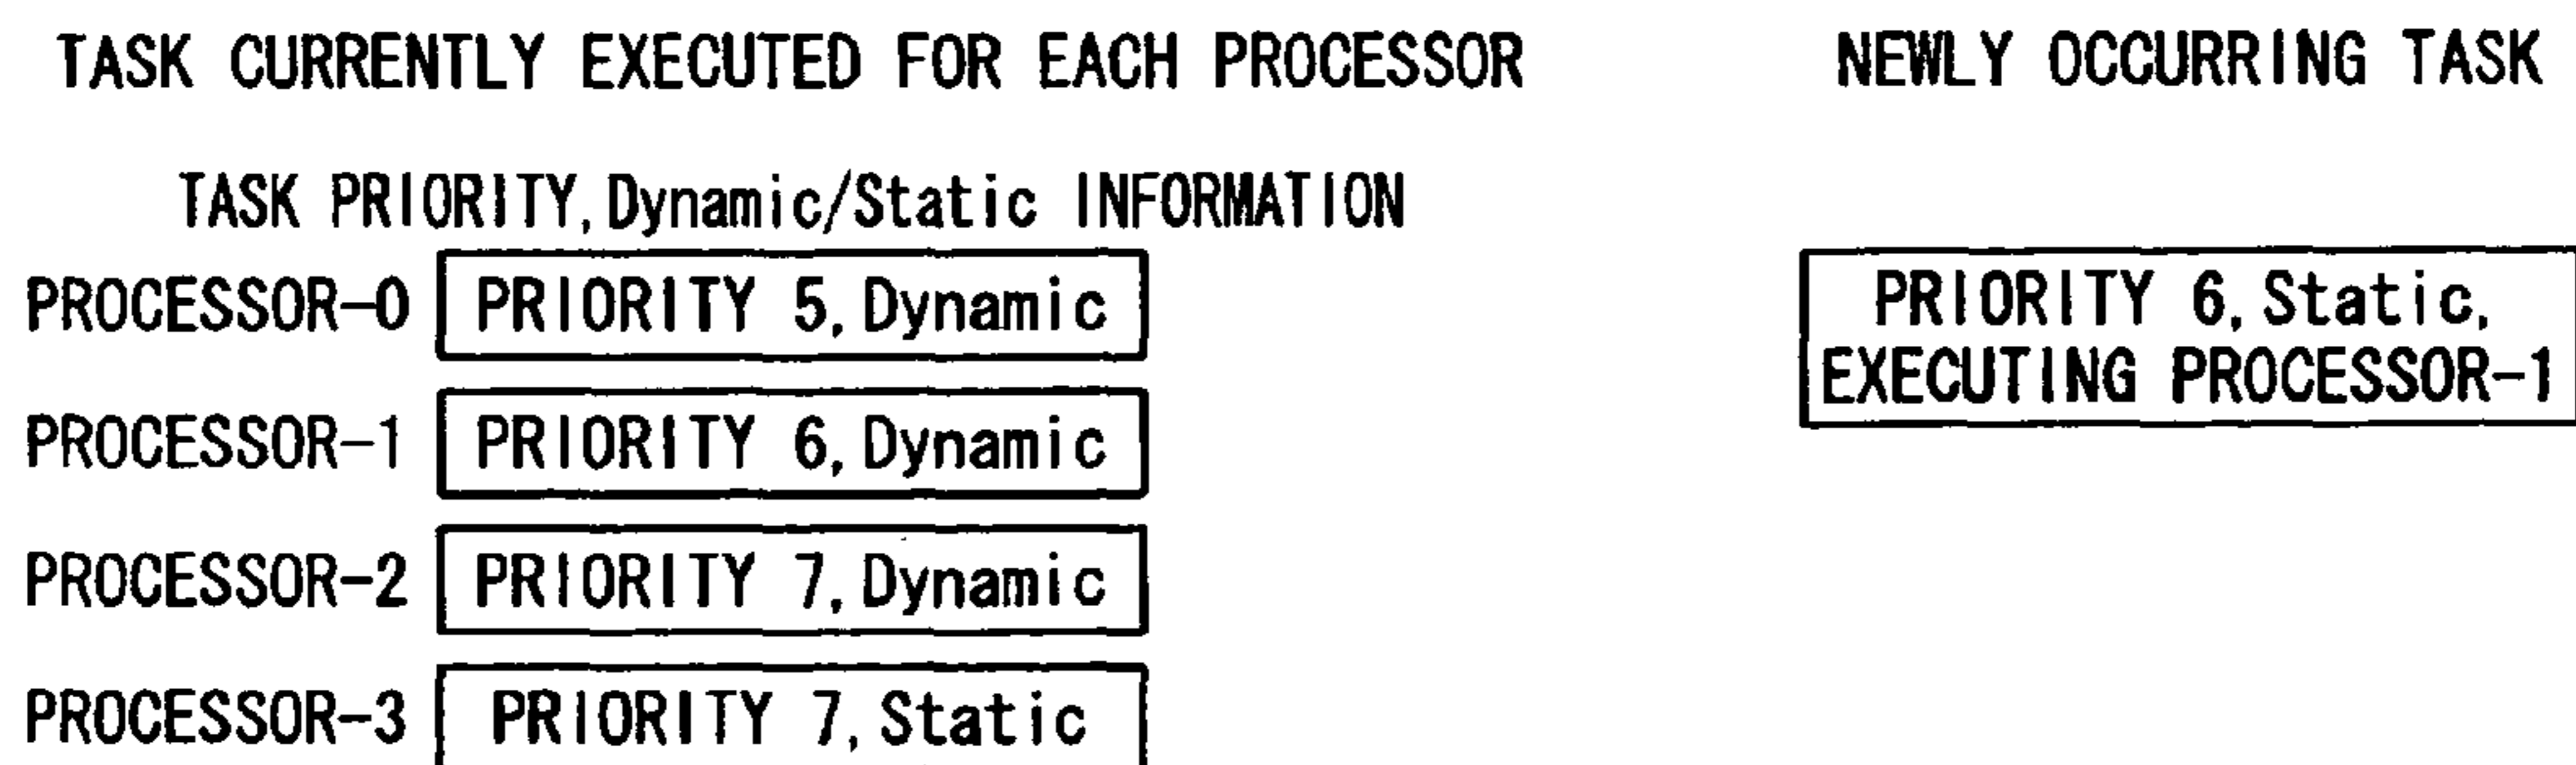 TASK CURRENTLY EXECUTED FOR EACH PROCESSOR
NEWLY OCCURRING TASK
TASK PRIORITY, Dynamic/Static INFORMATION
PROCESSOR-0 PRIORITY 5, Dynamic
PROCESSOR-1 PRIORITY 6, Dynamic
PROCESSOR-2 PRIORITY 7, Dynamic
PROCESSOR-3 PRIORITY 7, Static
PRIORITY 6, Static,
EXECUTING PROCESSOR-1